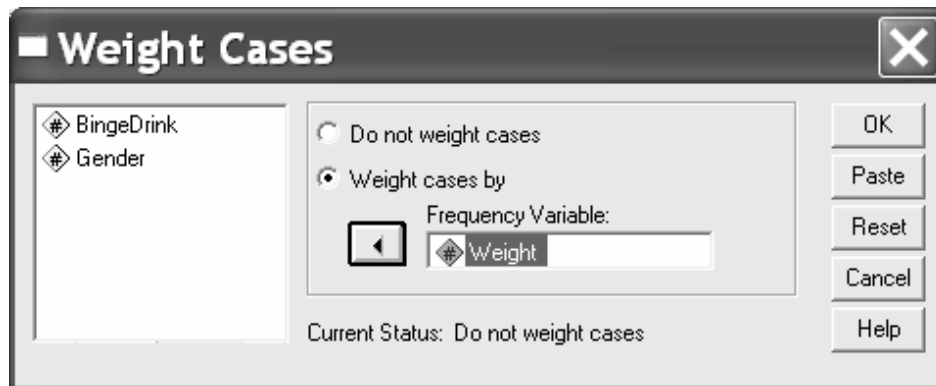 Weight Cases
# BingeDrink
# Gender
Do not weight cases
Weight cases by
Frequency Variable:
# Weight
Current Status: Do not weight cases
OK
Paste
Reset
Cancel
Help